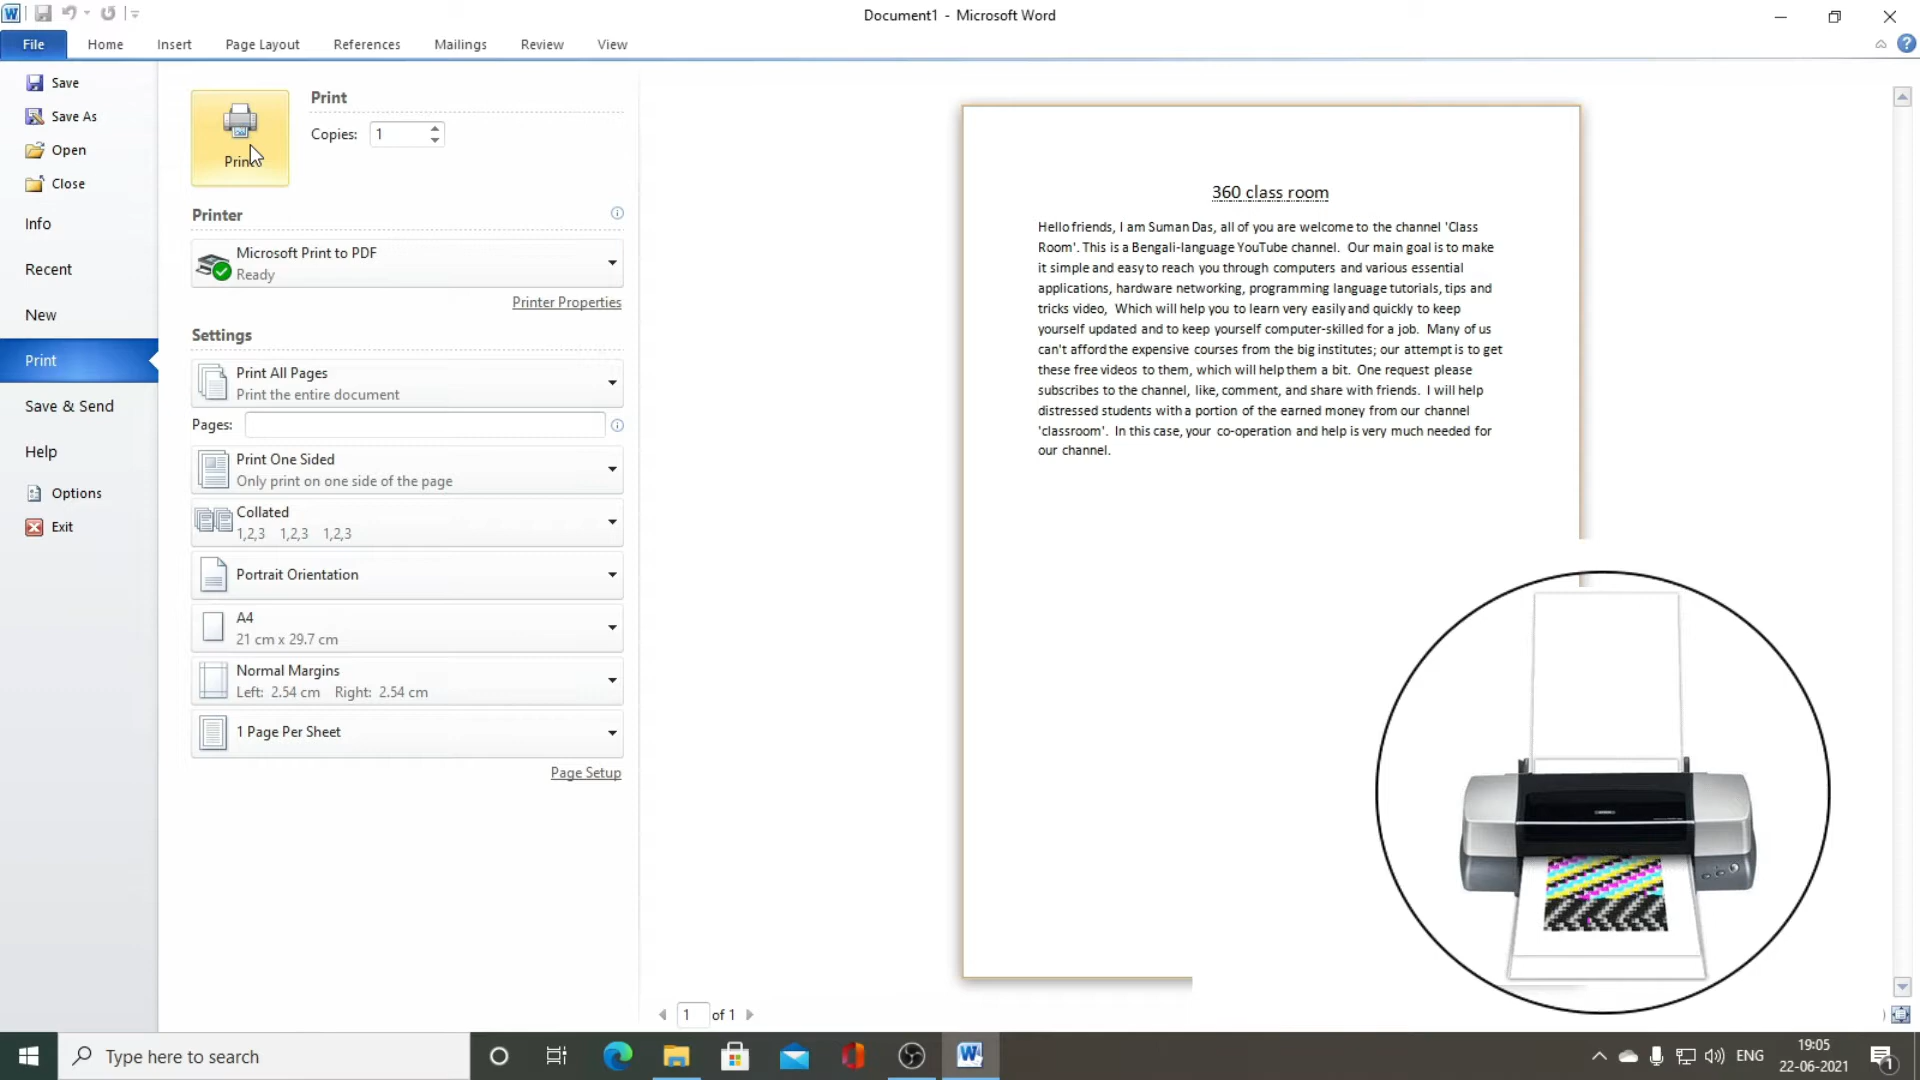 Document1 - Microsoft Word
File Home Insert Page Layout References Mailings Review View
Save
Save As
Open
Close
Info
Recent
New
Print
Save & Send
Help
Options
Exit
Print
Print
Copies: 1
Printer
Microsoft Print to PDF
Ready
Printer Properties
Settings
Print All Pages
Print the entire document
Pages:
Print One Sided
Only print on one side of the page
Collated
1,2,3 1,2,3 1,2,3
Portrait Orientation
A4
21 cm x 29.7 cm
Normal Margins
Left: 2.54 cm Right: 2.54 cm
1 Page Per Sheet
Page Setup
360 class room
Hello friends, I am Suman Das, all of you are welcome to the channel 'Class
Room'. This is a Bengali-language YouTube channel. Our main goal is to make
it simple and easy to reach you through computers and various essential
applications, hardware networking, programming language tutorials, tips and
tricks video, Which will help you to learn very easily and quickly to keep
yourself updated and to keep yourself computer-skilled for a job. Many of us
can't afford the expensive courses from the big institutes; our attempt is to get
these free videos to them, which will help them a bit. One request please
subscribes to the channel, like, comment, and share with friends. I will help
distressed students with a portion of the earned money from our channel
'classroom'. In this case, your co-operation and help is very much needed for
our channel.
1 of 1
Type here to search
ENG
19:05
22-06-2021
1